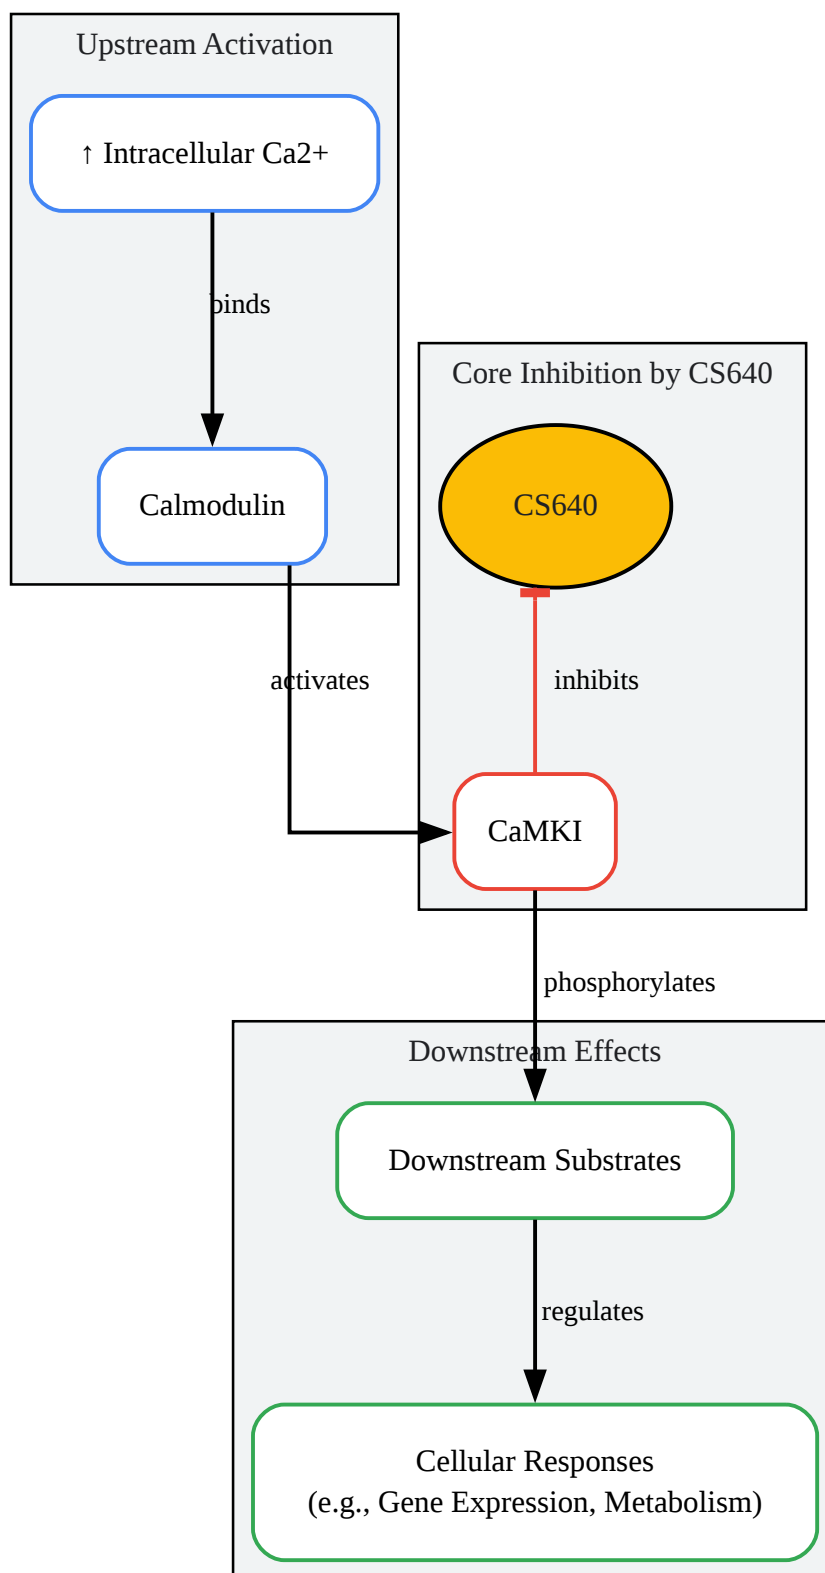 Upstream Activation
↑ Intracellular Ca2+
binds
Calmodulin
activates
Core Inhibition by CS640
CS640
inhibits
CaMKI
phosphorylates
Downstream Effects
Downstream Substrates
regulates
Cellular Responses
(e.g., Gene Expression, Metabolism)